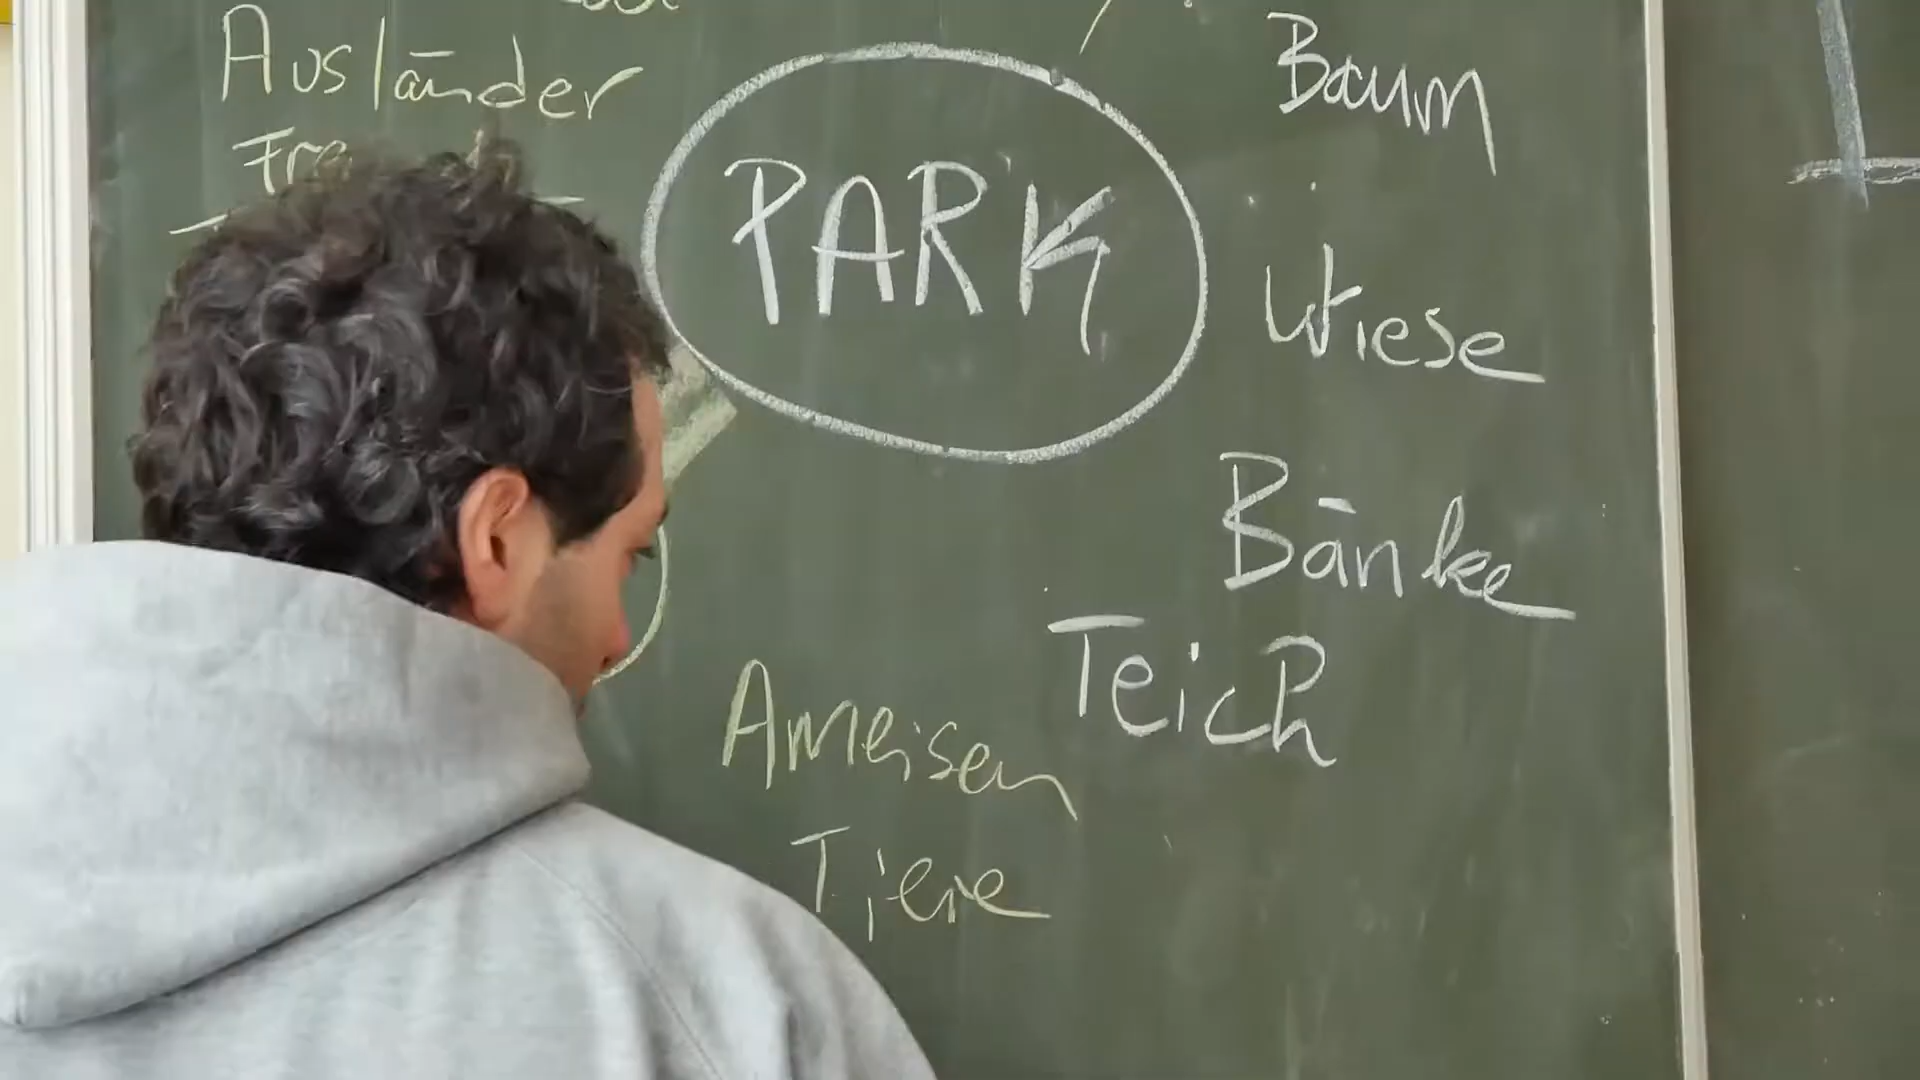 Ausländer
PARK
Baum
Wiese
Bänke
Teich
Ameisen
Tiere